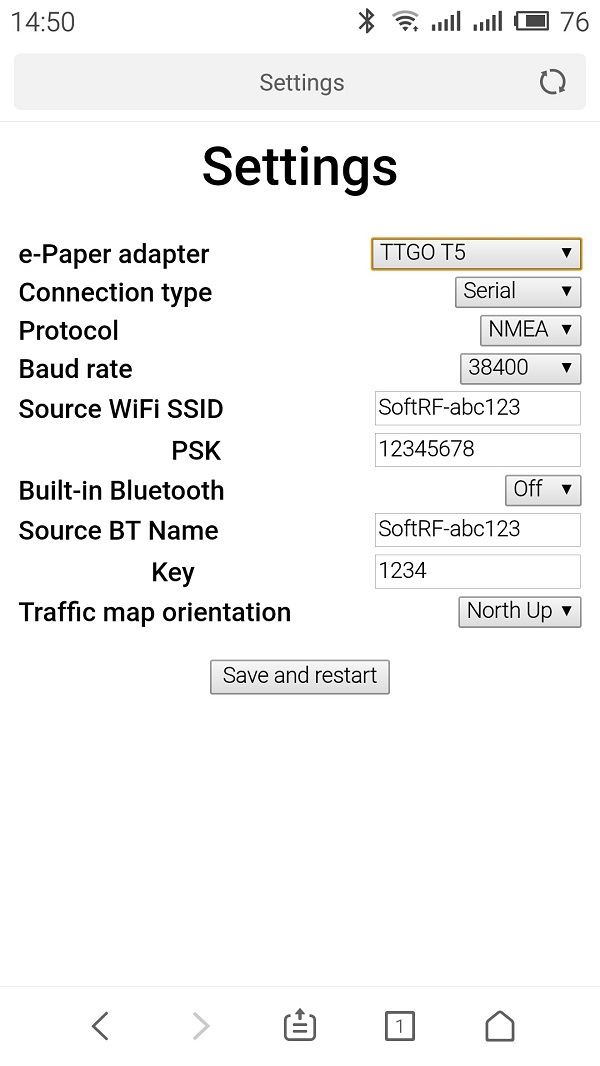 14:50 76
Settings
Settings
e-Paper adapter TTGO T5
Connection type Serial
Protocol NMEA
Baud rate 38400
Source WiFi SSID SoftRF-abc123
PSK 12345678
Built-in Bluetooth Off
Source BT Name SoftRF-abc123
Key 1234
Traffic map orientation North Up
Save and restart
1